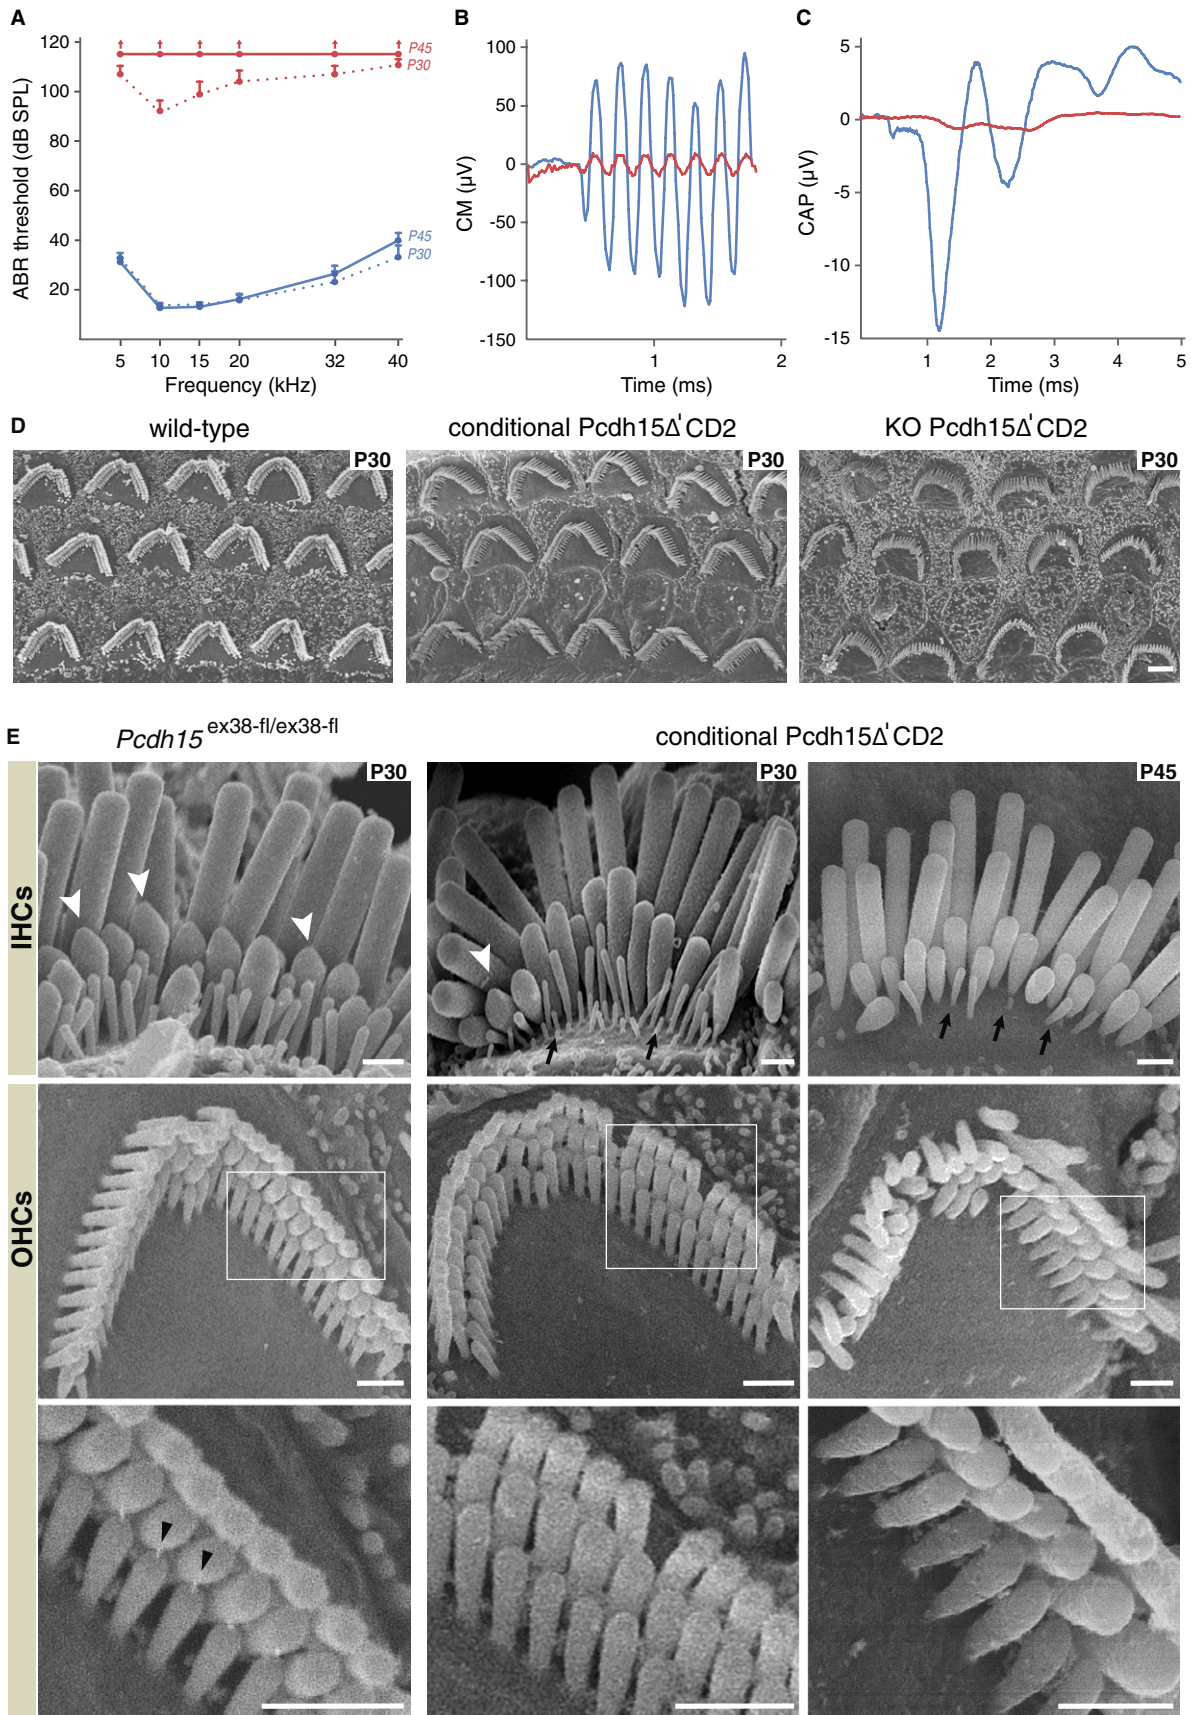 A
120
100
80
60
40
20
ABR threshold (dB SPL)
P45
P30
P45
P30
5 10 15 20 32 40
Frequency (kHz)
B
100
50
0
-50
-100
-150
CM (µV)
1 2
Time (ms)
C
5
0
-5
-10
-15
CAP (µV)
1 2 3 4 5
Time (ms)
D
wild-type
conditional Pcdh15Δ'CD2
KO Pcdh15Δ'CD2
P30
P30
P30
E
Pcdh15 ex38-fl/ex38-fl
conditional Pcdh15Δ'CD2
IHCs
P30
P30
P45
OHCs